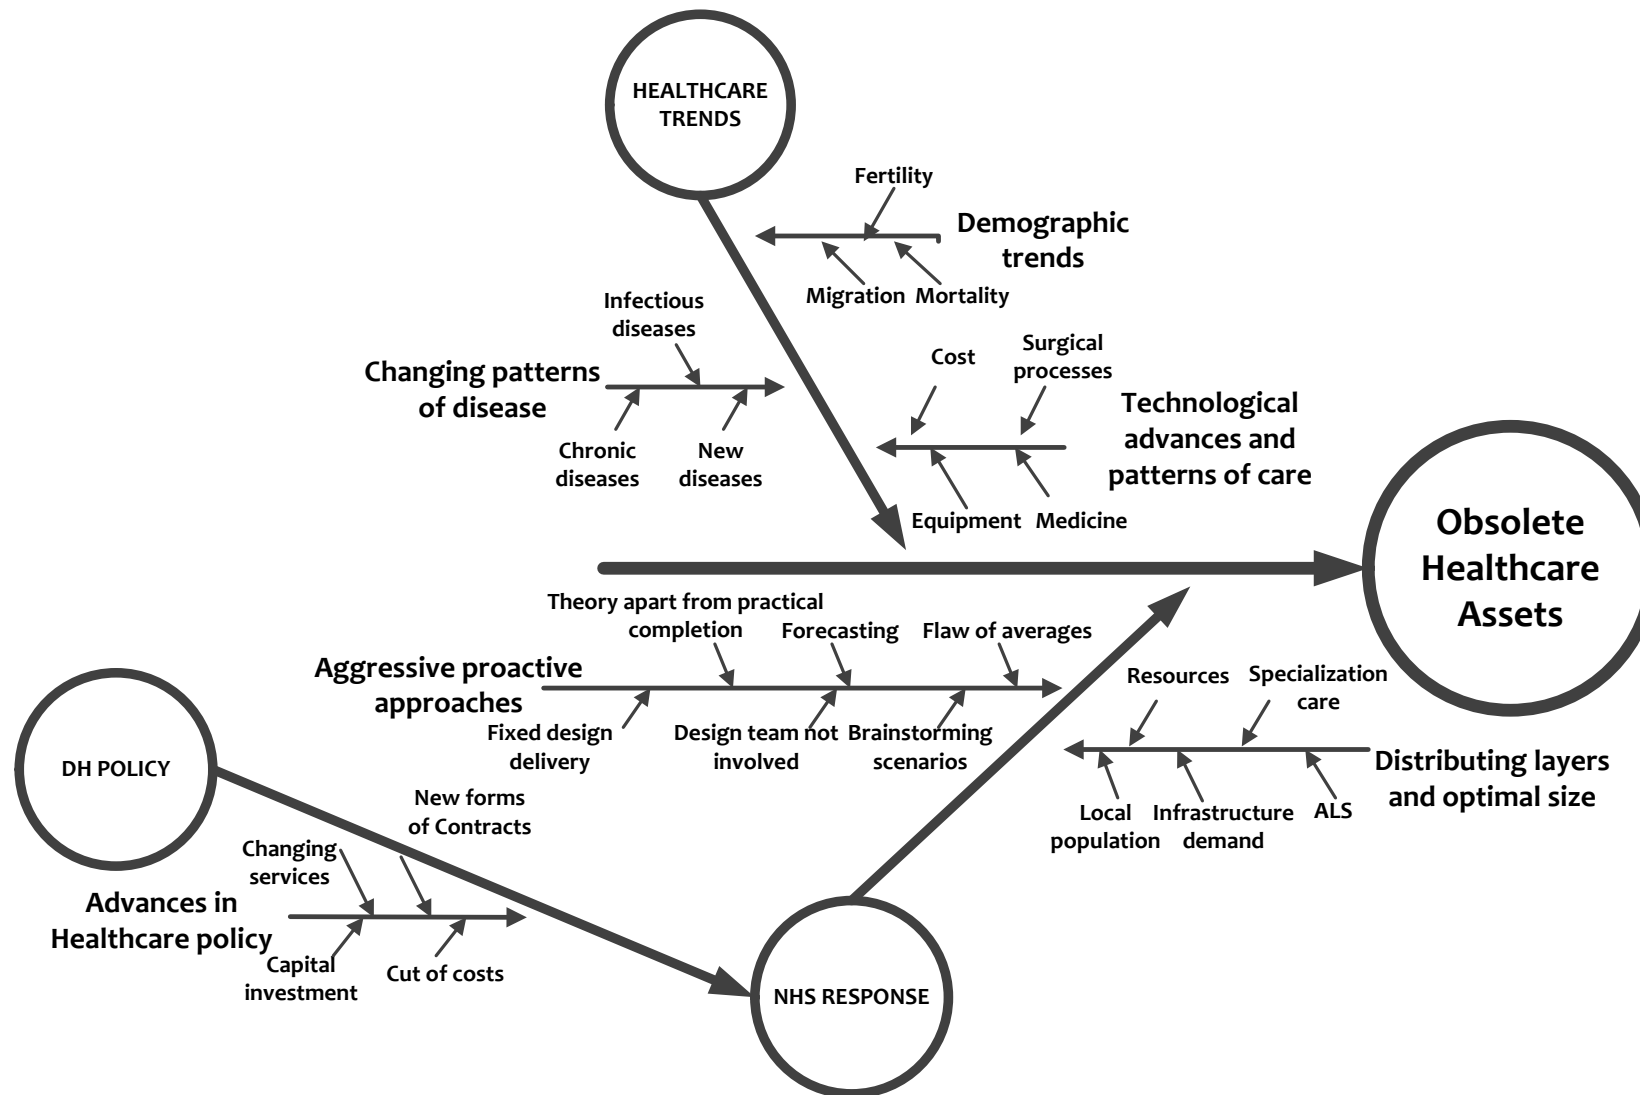 HEALTHCARE
TRENDS
Fertility
Demographic
trends
Migration
Mortality
Infectious
diseases
Changing patterns
of disease
Chronic
diseases
New
diseases
Cost
Surgical
processes
Technological
advances and
patterns of care
Equipment
Medicine
Obsolete
Healthcare
Assets
Theory apart from practical
completion
Forecasting
Flaw of averages
Aggressive proactive
approaches
Fixed design
delivery
Design team not
involved
Brainstorming
scenarios
Resources
Specialization
care
Distributing layers
and optimal size
Local
population
Infrastructure
demand
ALS
DH POLICY
New forms
of Contracts
Changing
services
Advances in
Healthcare policy
Capital
investment
Cut of costs
NHS RESPONSE